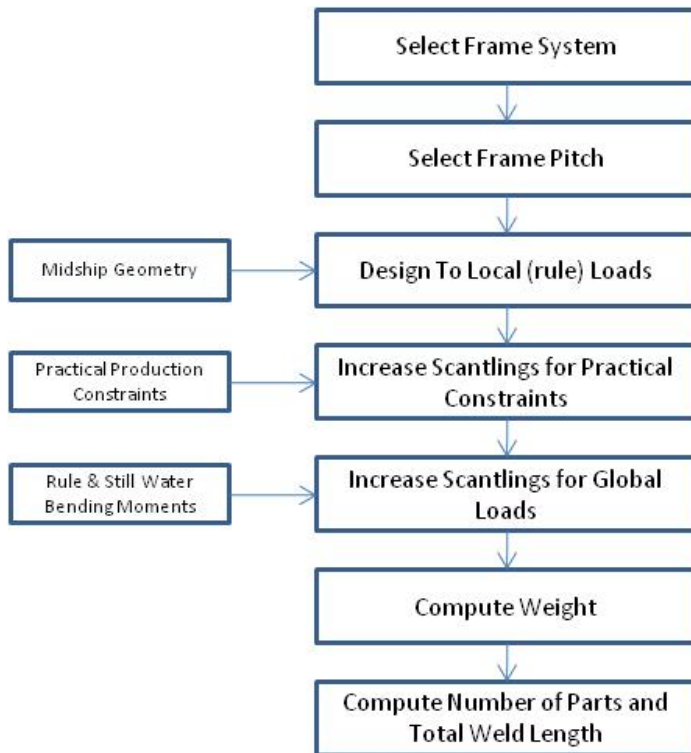 Select Frame System
Select Frame Pitch
Midship Geometry
Design To Local (rule) Loads
Practical Production
Constraints
Increase Scantlings for Practical
Constraints
Rule & Still Water
Bending Moments
Increase Scantlings for Global
Loads
Compute Weight
Compute Number of Parts and
Total Weld Length